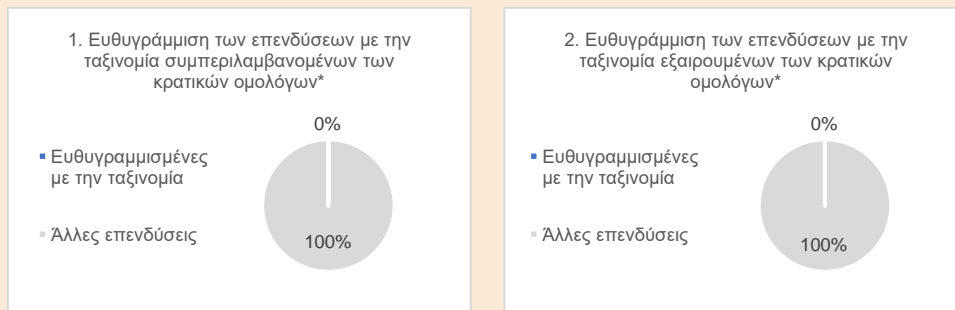 1. Ευθυγράμμιση των επενδύσεων με την
ταξινομία συμπεριλαμβανομένων των
κρατικών ομολόγων*
0%
Ευθυγραμμισμένες
με την ταξινομία
Άλλες επενδύσεις
100%
2. Ευθυγράμμιση των επενδύσεων με την
ταξινομία εξαιρουμένων των κρατικών
ομολόγων*
0%
Ευθυγραμμισμένες
με την ταξινομία
Άλλες επενδύσεις
100%